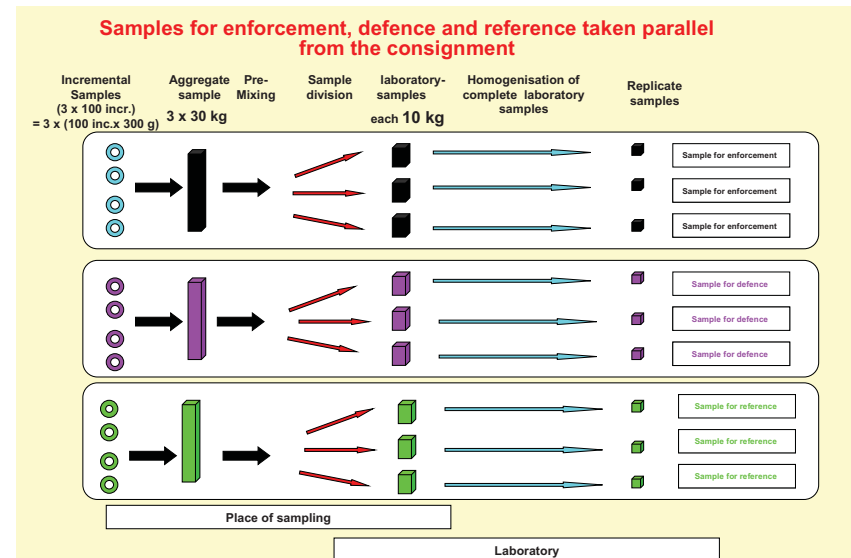 Samples for enforcement, defence and reference taken parallel
from the consignment
Incremental
Samples
(3 x 100 incr.)
= 3 x (100 inc.x 300 g)
Aggregate
sample
3 x 30 kg
Pre-
Mixing
Sample
division
laboratory-
samples
each 10 kg
Homogenisation of
complete laboratory
samples
Replicate
samples
Sample for enforcement
Sample for enforcement
Sample for enforcement
Sample for defence
Sample for defence
Sample for defence
Sample for reference
Sample for reference
Sample for reference
Place of sampling
Laboratory